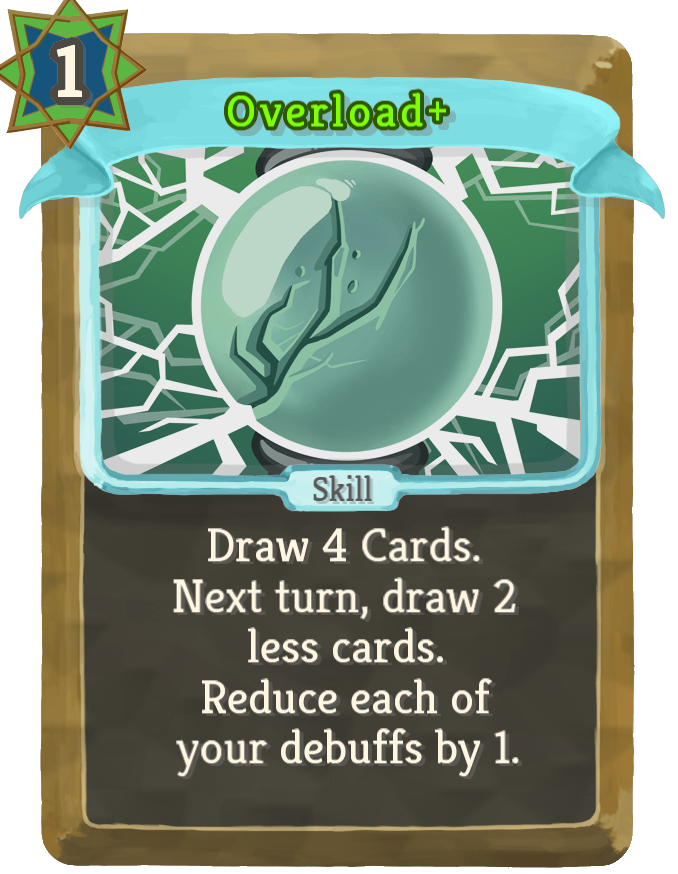 1
Overload+
Skill
Draw 4 Cards.
Next turn, draw 2
less cards.
Reduce each of
your debuffs by 1.